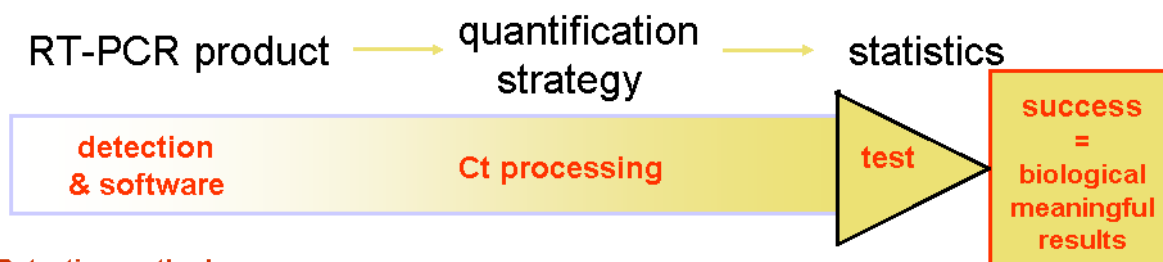 RT-PCR product
quantification
strategy
statistics
detection
& software
Ct processing
test
success
=
biological
meaningful
results